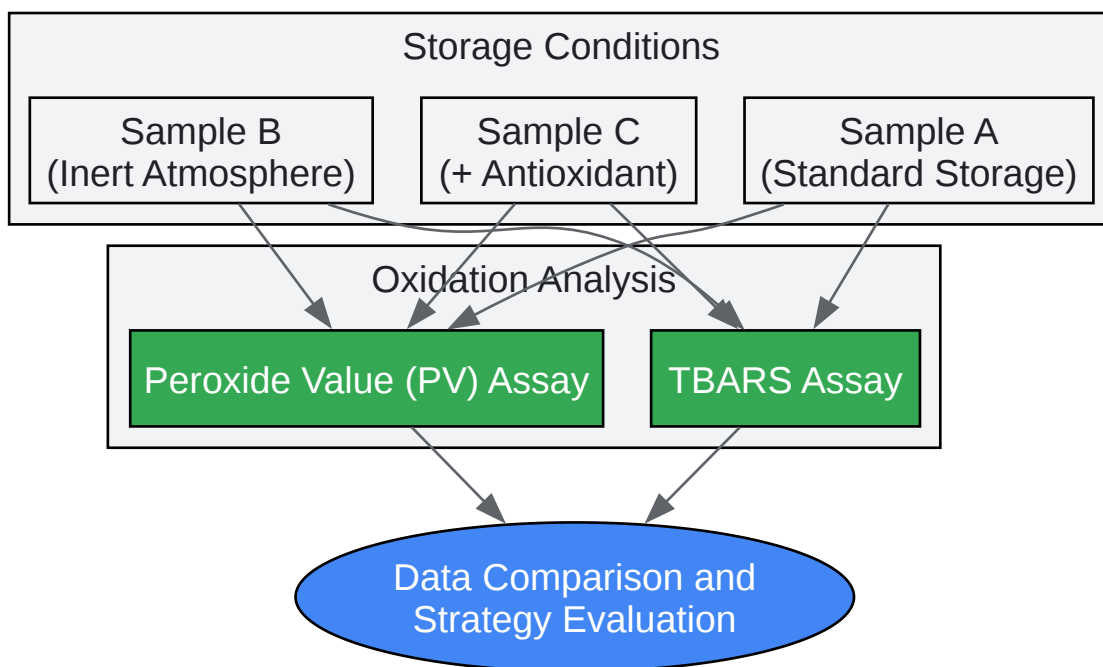 Storage Conditions
Sample B
(Inert Atmosphere)
Sample C
(+ Antioxidant)
Sample A
(Standard Storage)
Oxidation Analysis
Peroxide Value (PV) Assay
TBARS Assay
Data Comparison and
Strategy Evaluation